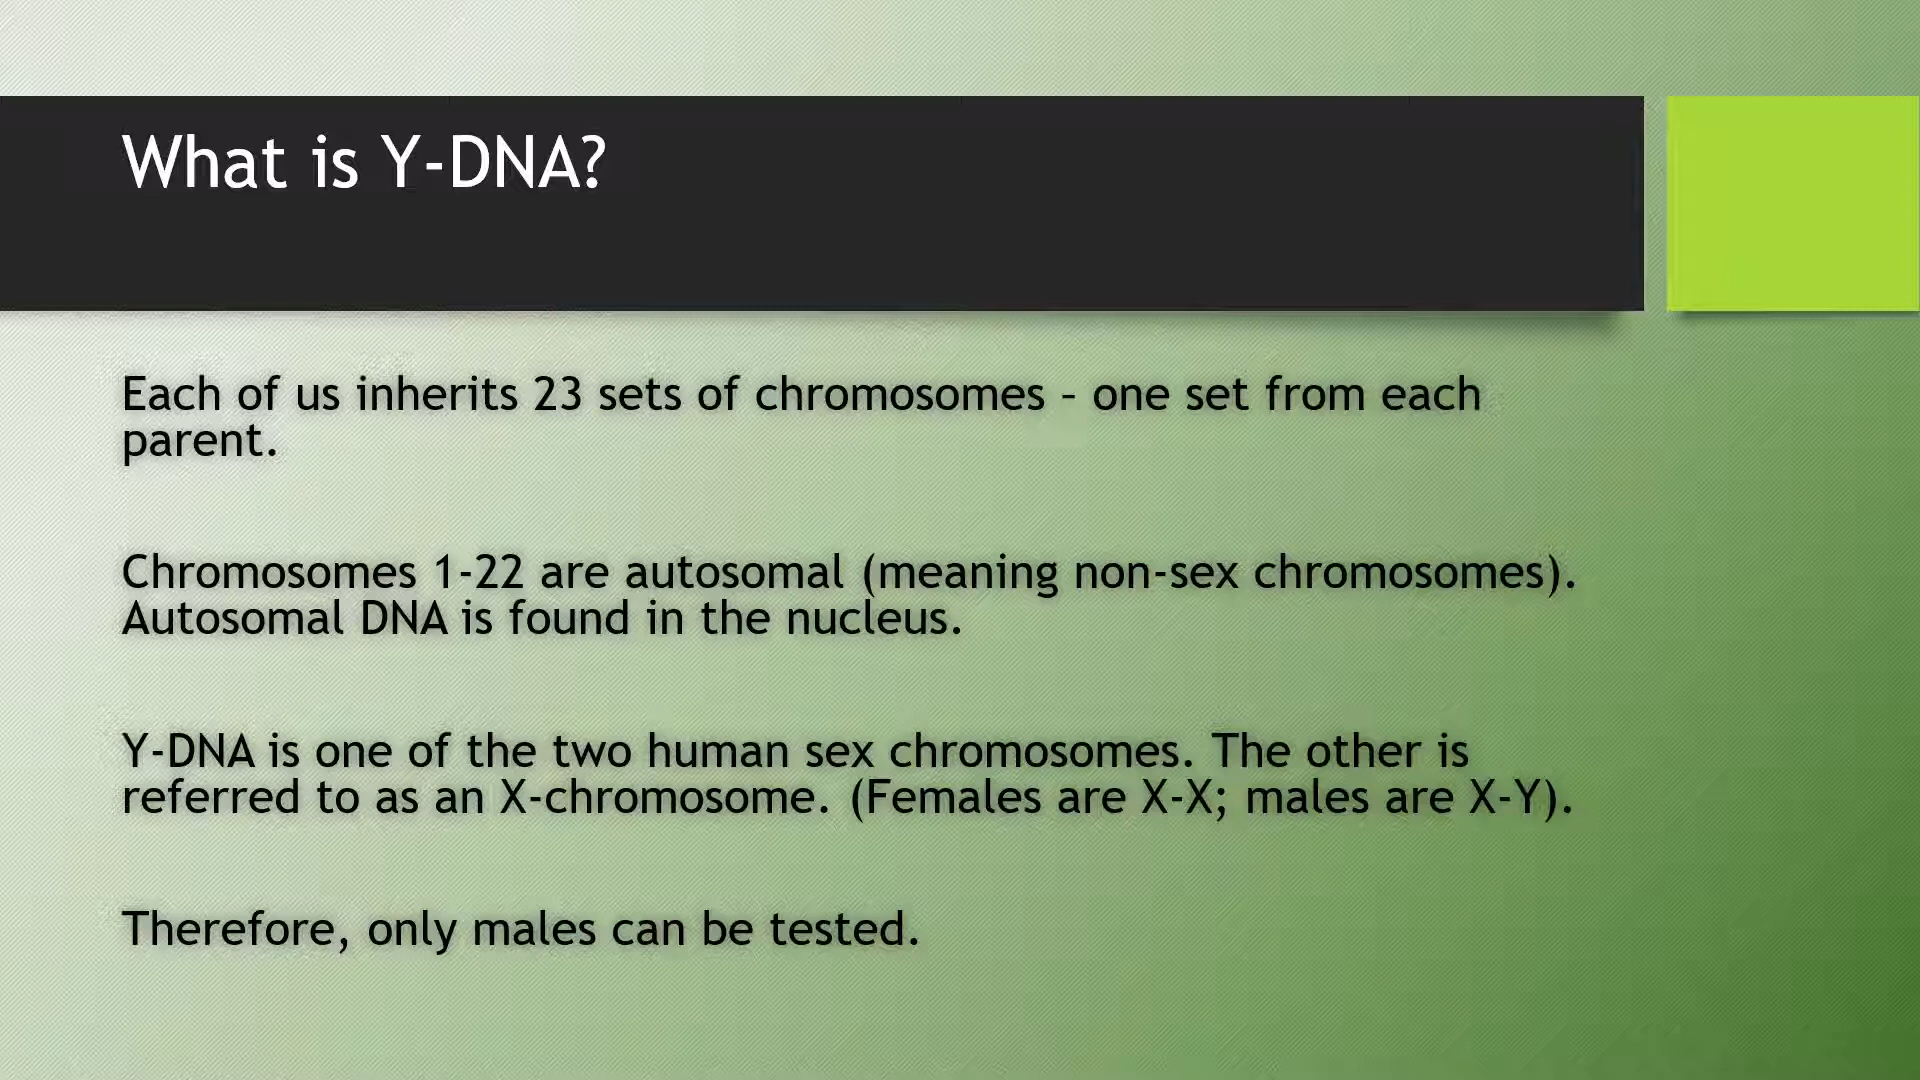 What is Y-DNA?
Each of us inherits 23 sets of chromosomes – one set from each
parent.
Chromosomes 1-22 are autosomal (meaning non-sex chromosomes).
Autosomal DNA is found in the nucleus.
Y-DNA is one of the two human sex chromosomes. The other is
referred to as an X-chromosome. (Females are X-X; males are X-Y).
Therefore, only males can be tested.